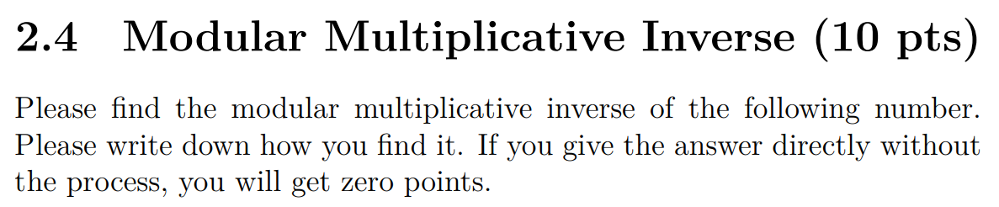 2.4 Modular Multiplicative Inverse (10 pts)
Please find the modular multiplicative inverse of the following number.
Please write down how you find it. If you give the answer directly without
the process, you will get zero points.